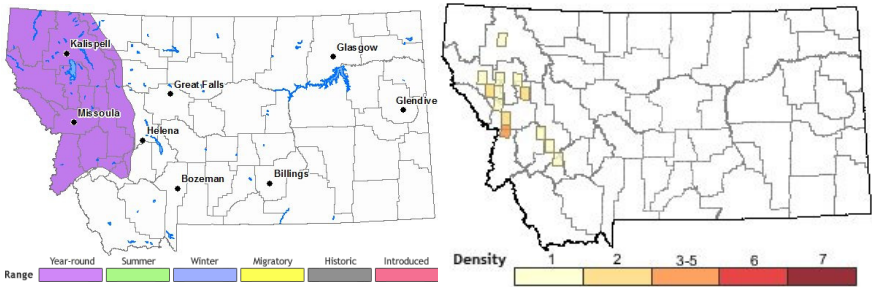 Kalispell
Glasgow
Great Falls
Glendive
Missoula
Helena
Bozeman
Billings
Range
Year-round Summer Winter Migratory Historic Introduced
Density
1 2 3-5 6 7